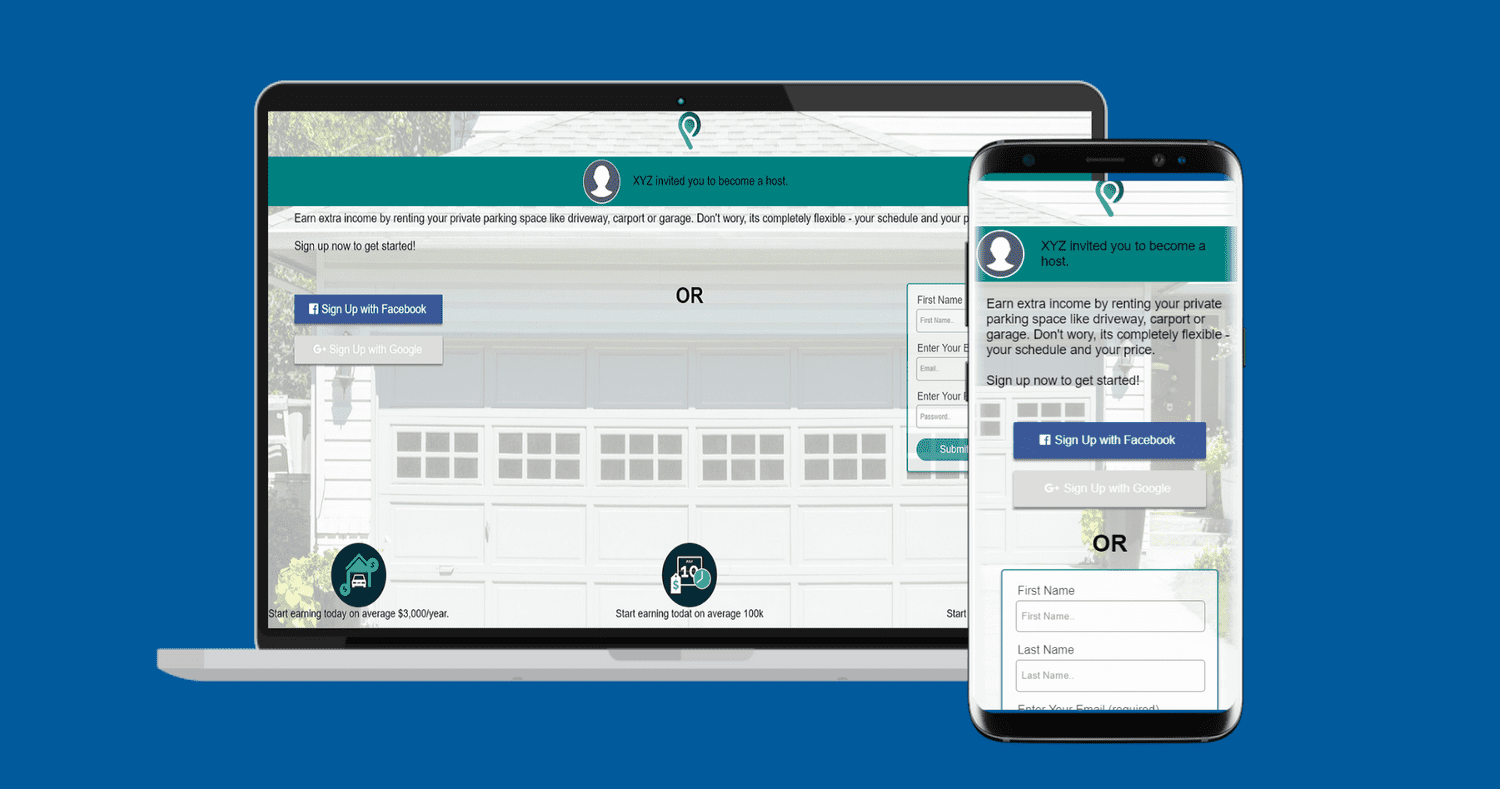 XYZ invited you to become a host.
Earn extra income by renting your private parking space like driveway, carport or garage. Don't wory, its completely flexible - your schedule and your p
Sign up now to get started!
Sign Up with Facebook
G+ Sign Up with Google
OR
First Name
First Name..
Enter Your E
Email..
Enter Your
Password..
Submit
10
$
$
$
Start earning today on average $3,000/year.
Start earning todat on average 100k
Start
XYZ invited you to become a
host.
Earn extra income by renting your private
parking space like driveway, carport or
garage. Don't wory, its completely flexible -
your schedule and your price.
Sign up now to get started!
Sign Up with Facebook
G+ Sign Up with Google
OR
First Name
First Name..
Last Name
Last Name..
Enter Your Email (required)